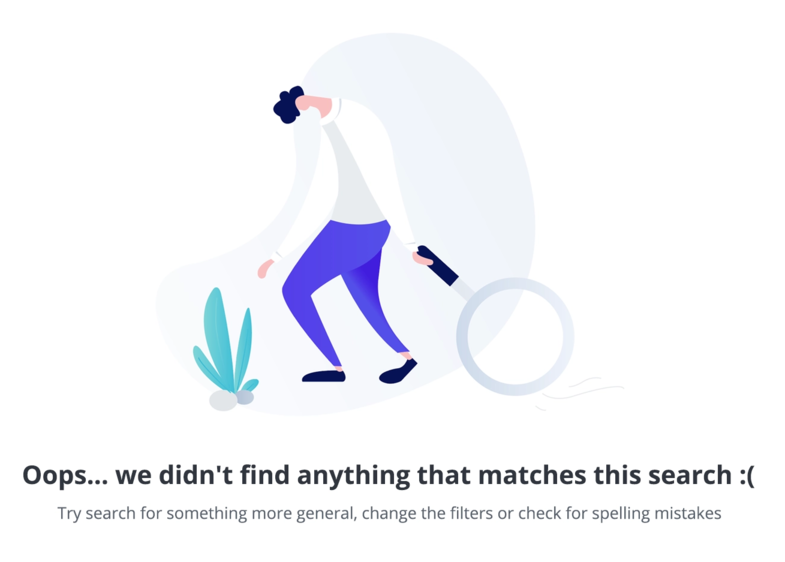 Oops... we didn't find anything that matches this search :(
Try search for something more general, change the filters or check for spelling mistakes